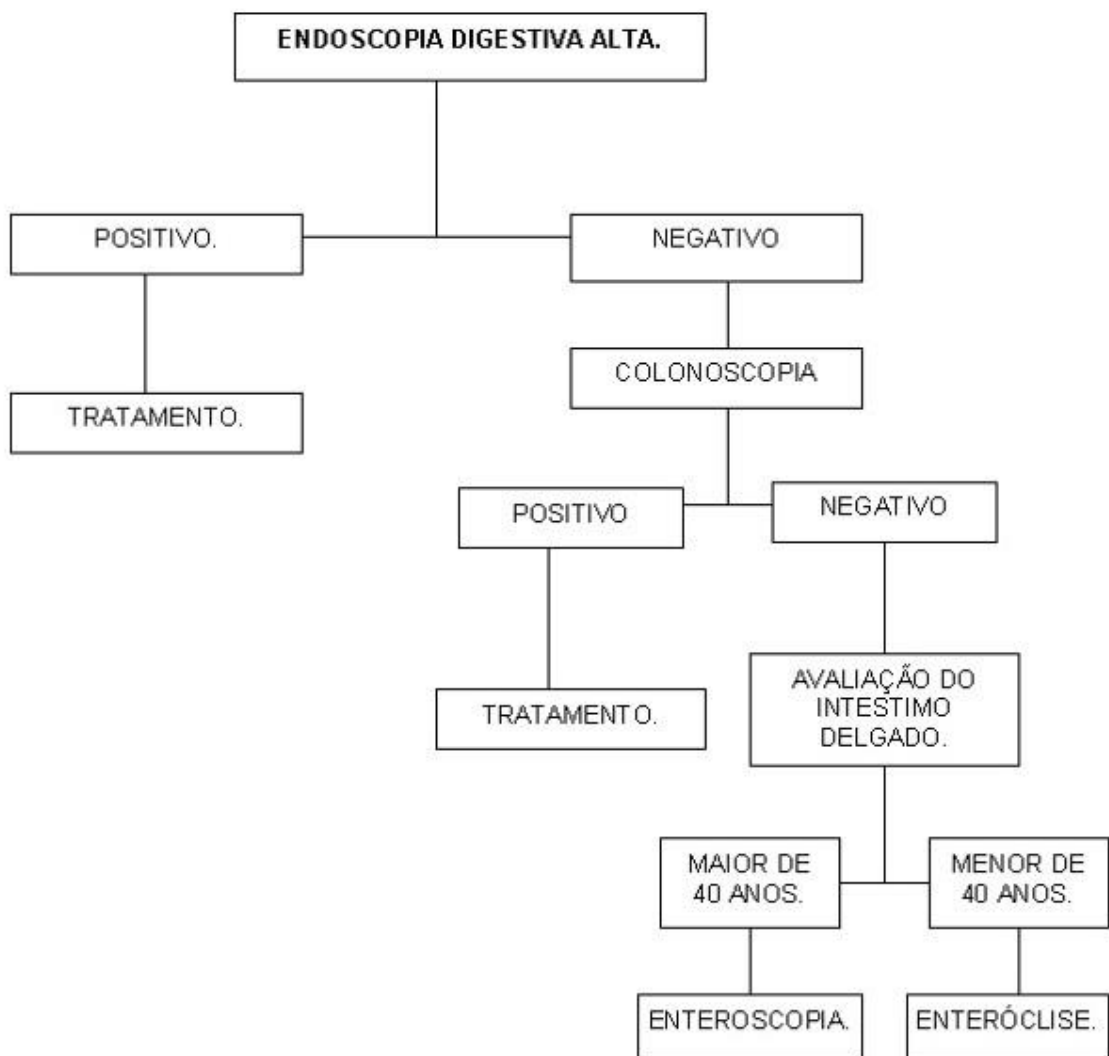 ENDOSCOPIA DIGESTIVA ALTA.
POSITIVO.
NEGATIVO
TRATAMENTO.
COLONOSCOPIA
POSITIVO
NEGATIVO
TRATAMENTO.
AVALIAÇÃO DO
INTESTIMO
DELGADO.
MAIOR DE
40 ANOS.
MENOR DE
40 ANOS.
ENTEROSCOPIA.
ENTERÓCLISE.